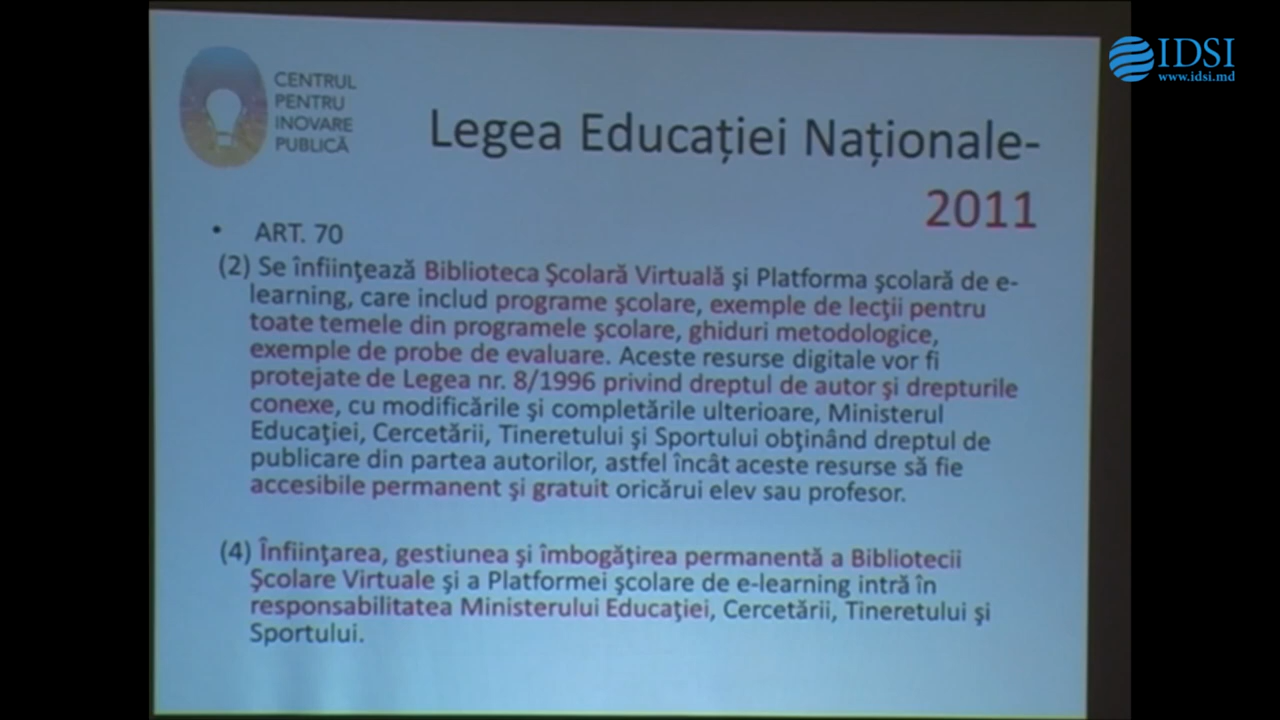 IDSI
www.idsi.md
CENTRUL
PENTRU
INOVARE
PUBLICĂ
Legea Educației Naționale-
2011
• ART. 70
(2) Se înfiinţează Biblioteca Şcolară Virtuală şi Platforma şcolară de e-
learning, care includ programe şcolare, exemple de lecţii pentru
toate temele din programele şcolare, ghiduri metodologice,
exemple de probe de evaluare. Aceste resurse digitale vor fi
protejate de Legea nr. 8/1996 privind dreptul de autor şi drepturile
conexe, cu modificările şi completările ulterioare, Ministerul
Educaţiei, Cercetării, Tineretului şi Sportului obţinând dreptul de
publicare din partea autorilor, astfel încât aceste resurse să fie
accesibile permanent şi gratuit oricărui elev sau profesor.
(4) Înfiinţarea, gestiunea şi îmbogăţirea permanentă a Bibliotecii
Şcolare Virtuale şi a Platformei şcolare de e-learning intră în
responsabilitatea Ministerului Educaţiei, Cercetării, Tineretului şi
Sportului.